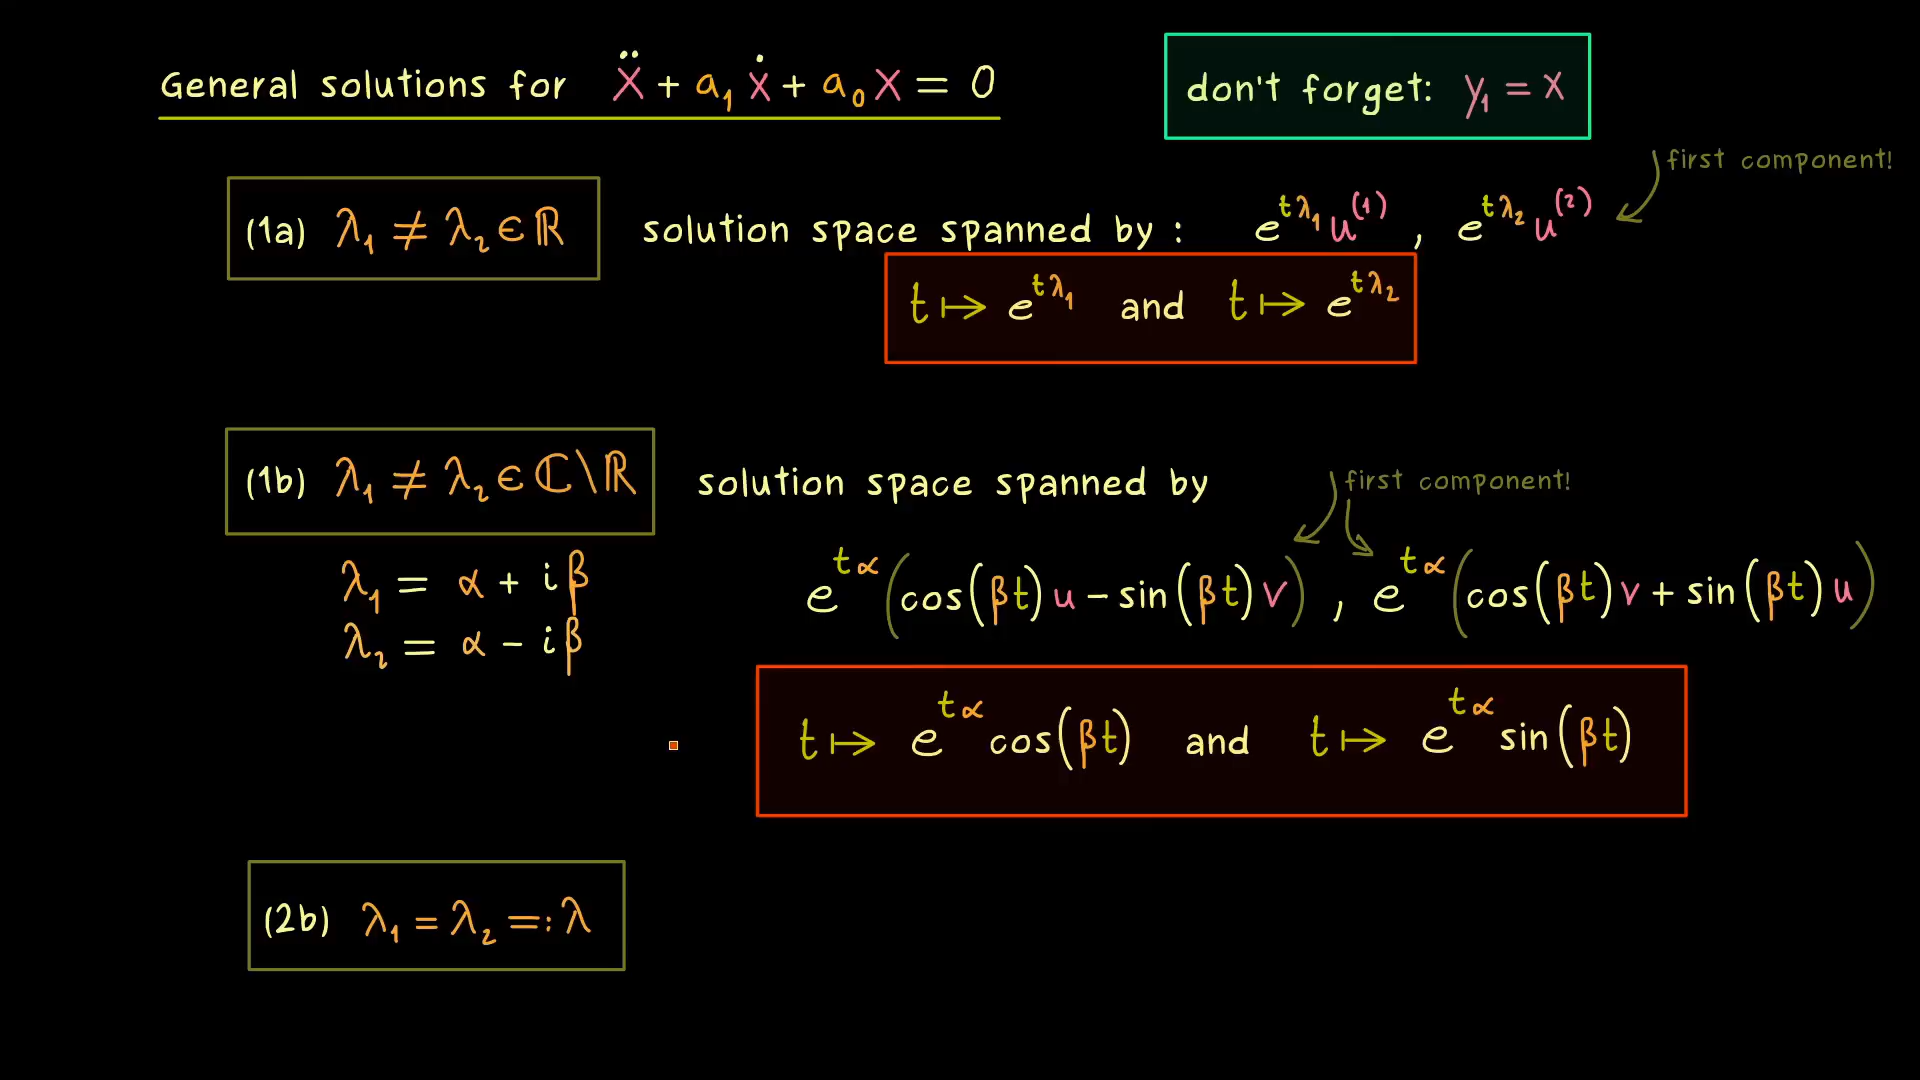 General solutions for ẍ + a₁ẋ + a₀x = 0
don't forget: y₁ = x
first component!
(1a) λ₁ ≠ λ₂ ∈ ℝ solution space spanned by : e^{tλ₁} u^{(1)} , e^{tλ₂} u^{(2)}
t ↦ e^{tλ₁} and t ↦ e^{tλ₂}
(1b) λ₁ ≠ λ₂ ∈ ℂ\ℝ solution space spanned by
first component!
λ₁ = α + iβ
λ₂ = α − iβ
e^{tα}(cos(βt)u − sin(βt)v) , e^{tα}(cos(βt)v + sin(βt)u)
t ↦ e^{tα} cos(βt) and t ↦ e^{tα} sin(βt)
(2b) λ₁ = λ₂ =: λ